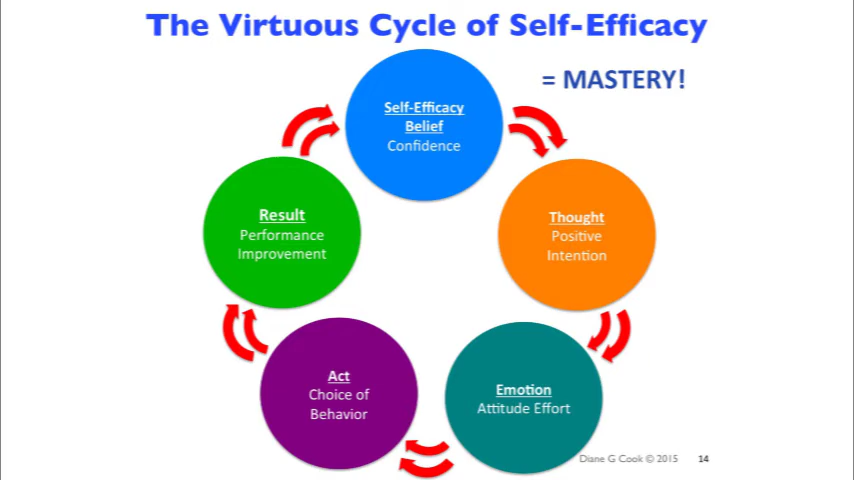 The Virtuous Cycle of Self-Efficacy
= MASTERY!
Self-Efficacy
Belief
Confidence
Thought
Positive
Intention
Emotion
Attitude Effort
Act
Choice of
Behavior
Result
Performance
Improvement
Diane G Cook © 2015 14